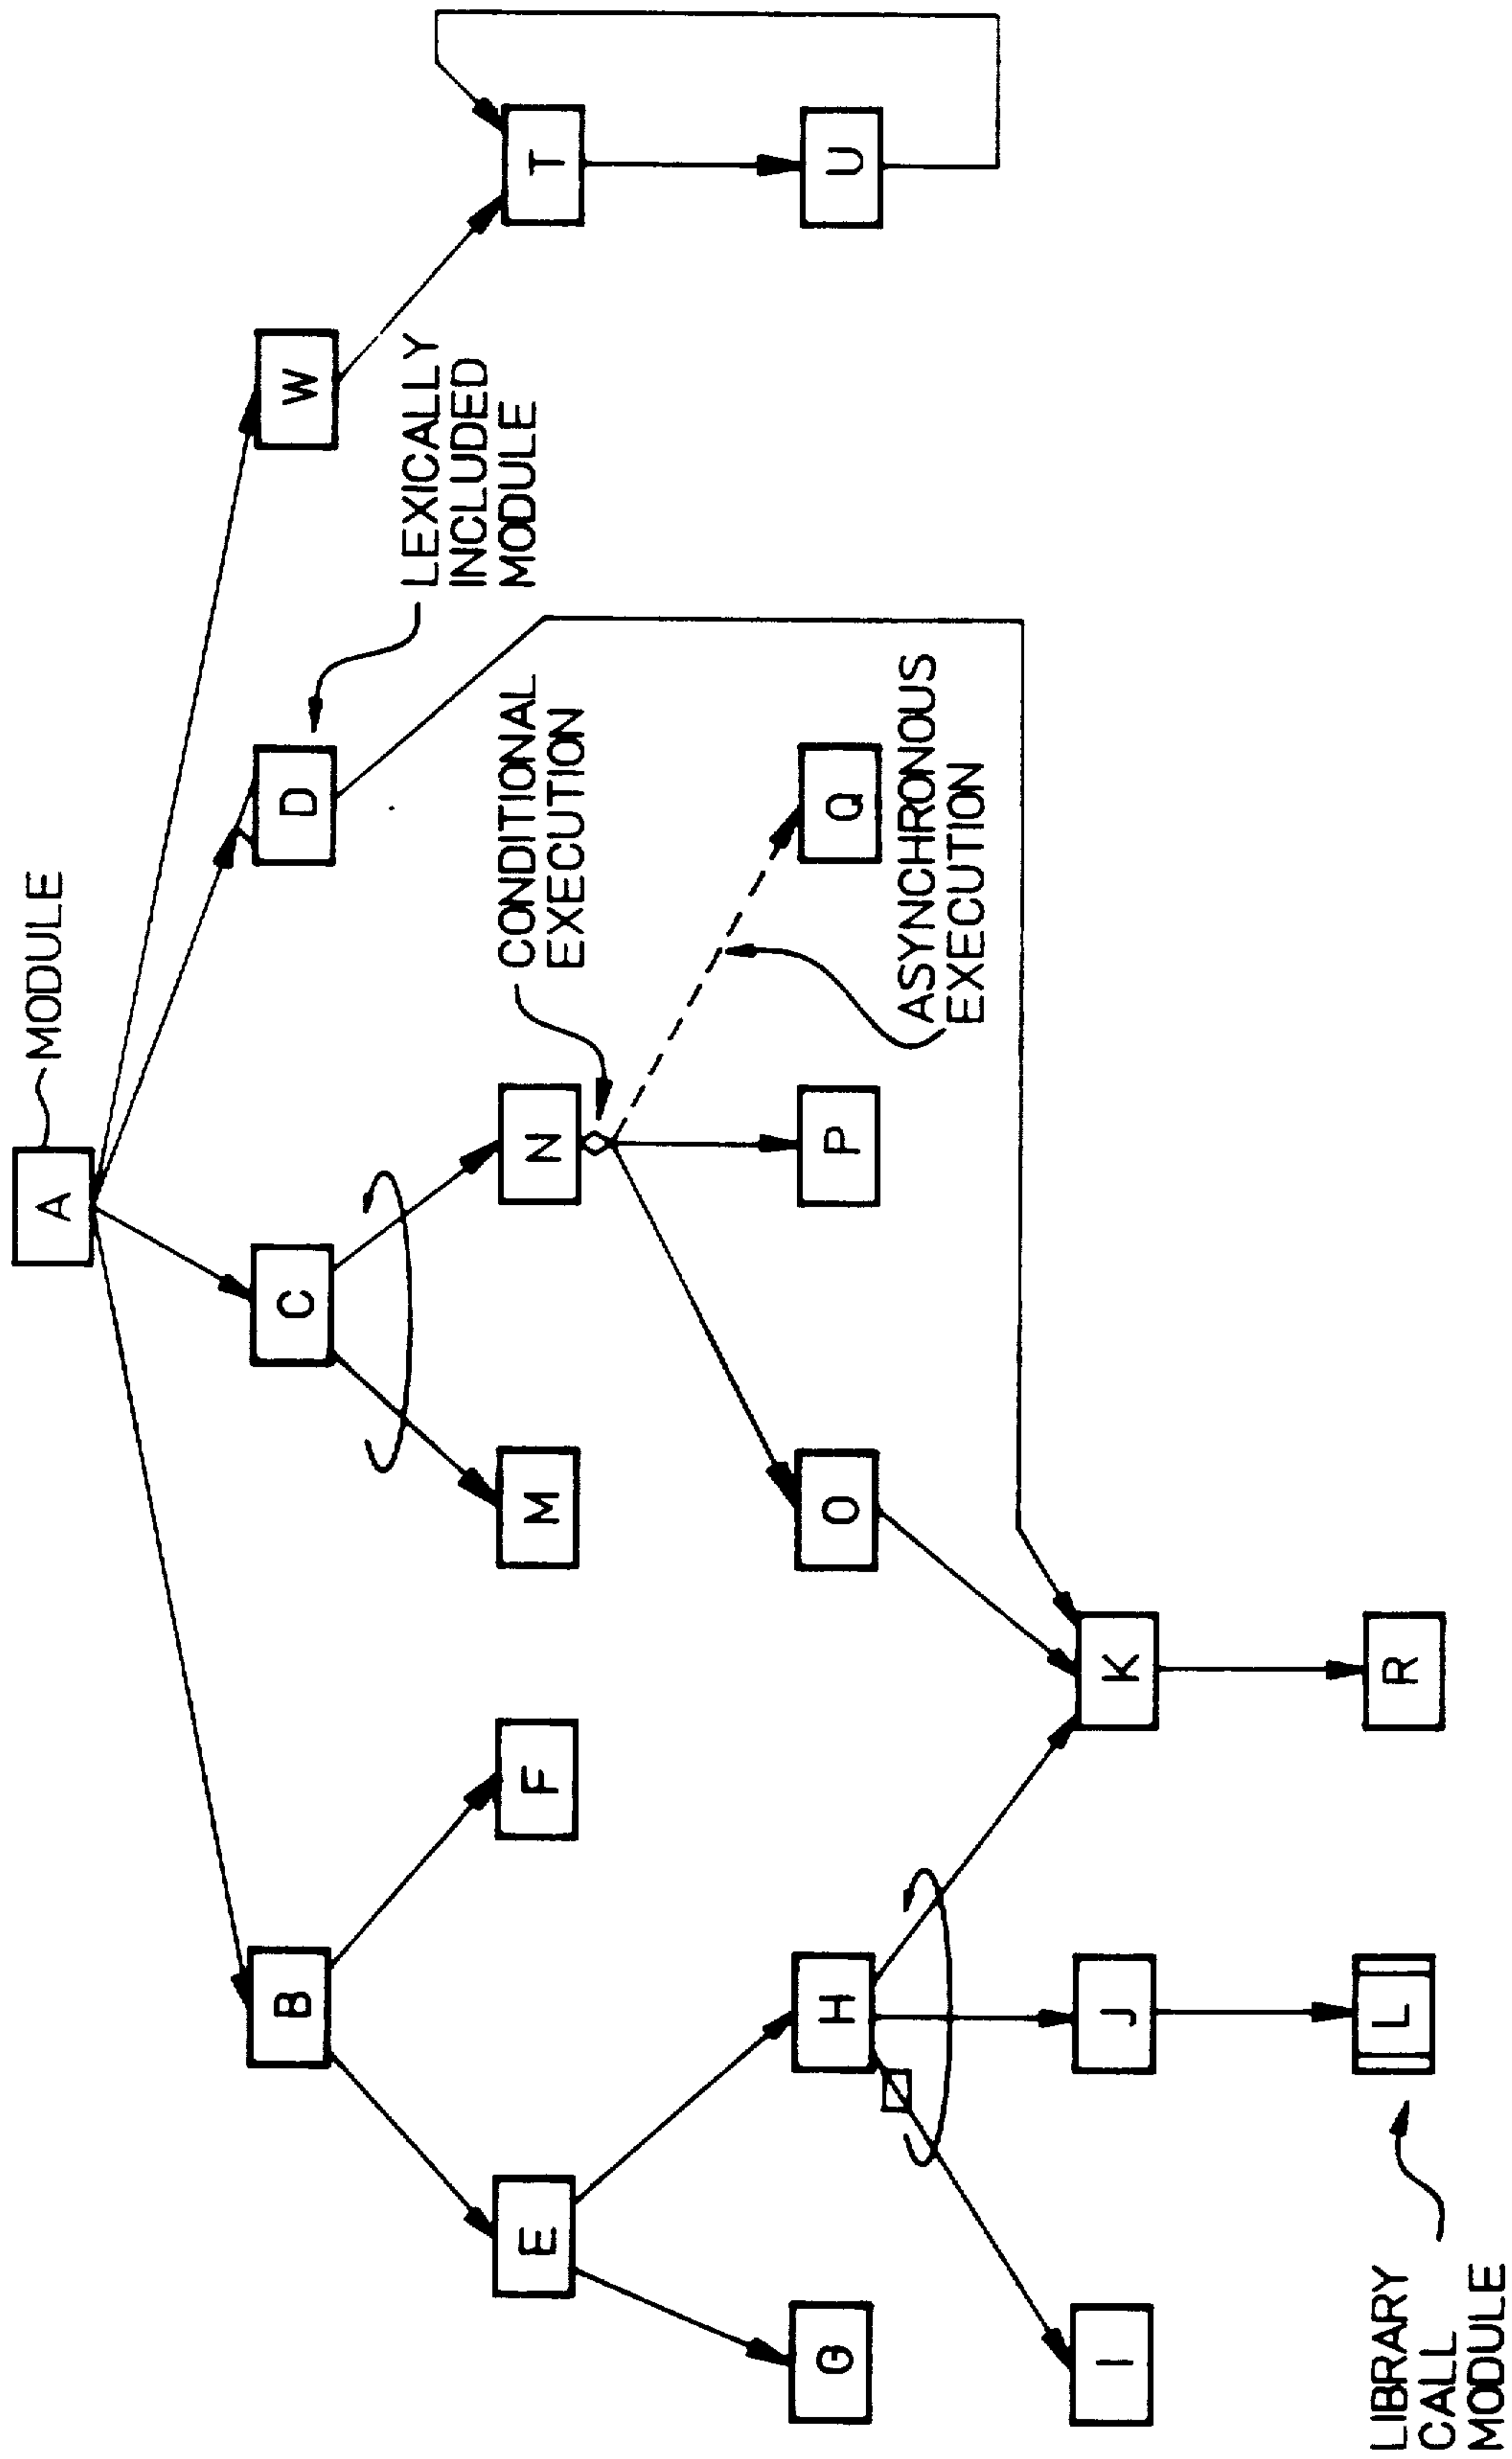 A
MODULE
B
C
D
W
LEXICALLY
INCLUDED
MODULE
E
F
M
N
T
CONDITIONAL
EXECUTION
G
H
O
P
Q
U
ASYNCHRONOUS
EXECUTION
I
J
K
L
R
LIBRARY
CALL
MODULE